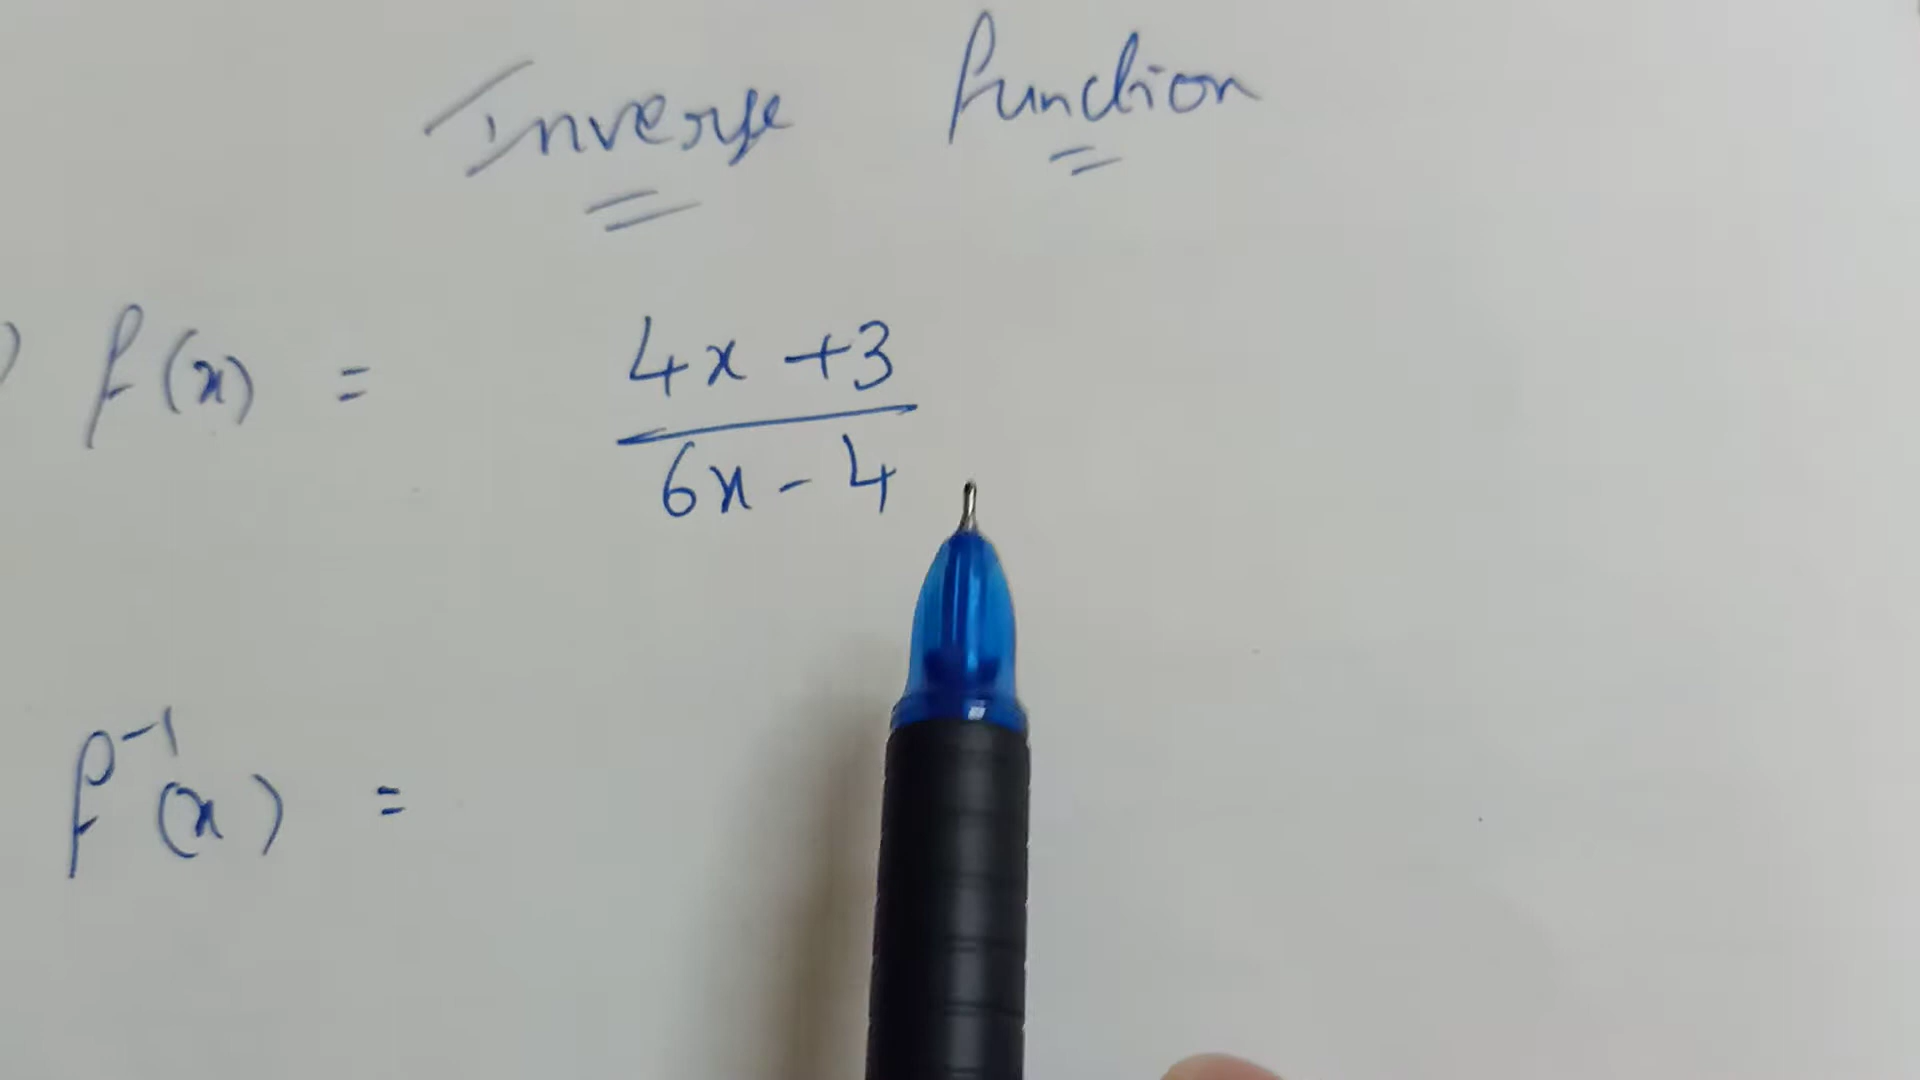 Inverse function
) f(x) = 4x +3
6x - 4
f⁻¹(x) =